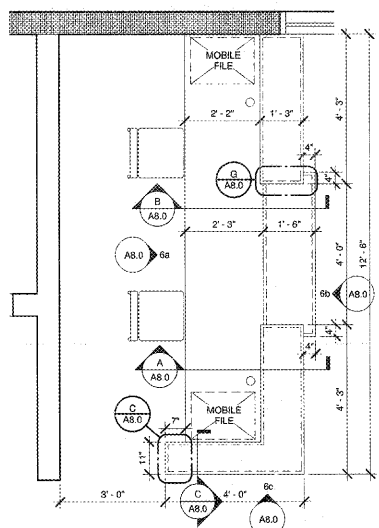 MOBILE
FILE
2' - 2"
1' - 3"
4' - 3"
4"
G
A8.0
4"
B
A8.0
2' - 3"
1' - 6"
A8.0
6a
4' - 0"
12' - 6"
6b
A8.0
4"
A
A8.0
4"
MOBILE
FILE
C
A8.0
7"
4' - 3"
11"
3' - 0"
C
A8.0
4' - 0"
6c
A8.0